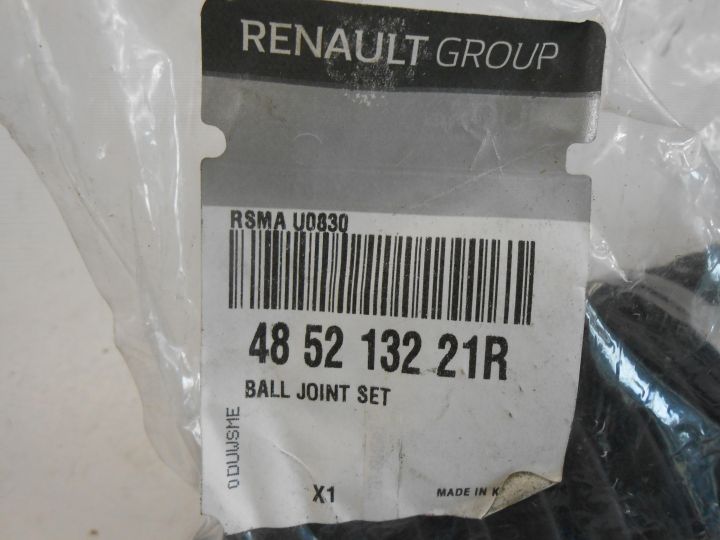 RENAULT GROUP
RSMA U0830
48 52 132 21R
BALL JOINT SET
0DUWSME
X1
MADE IN K